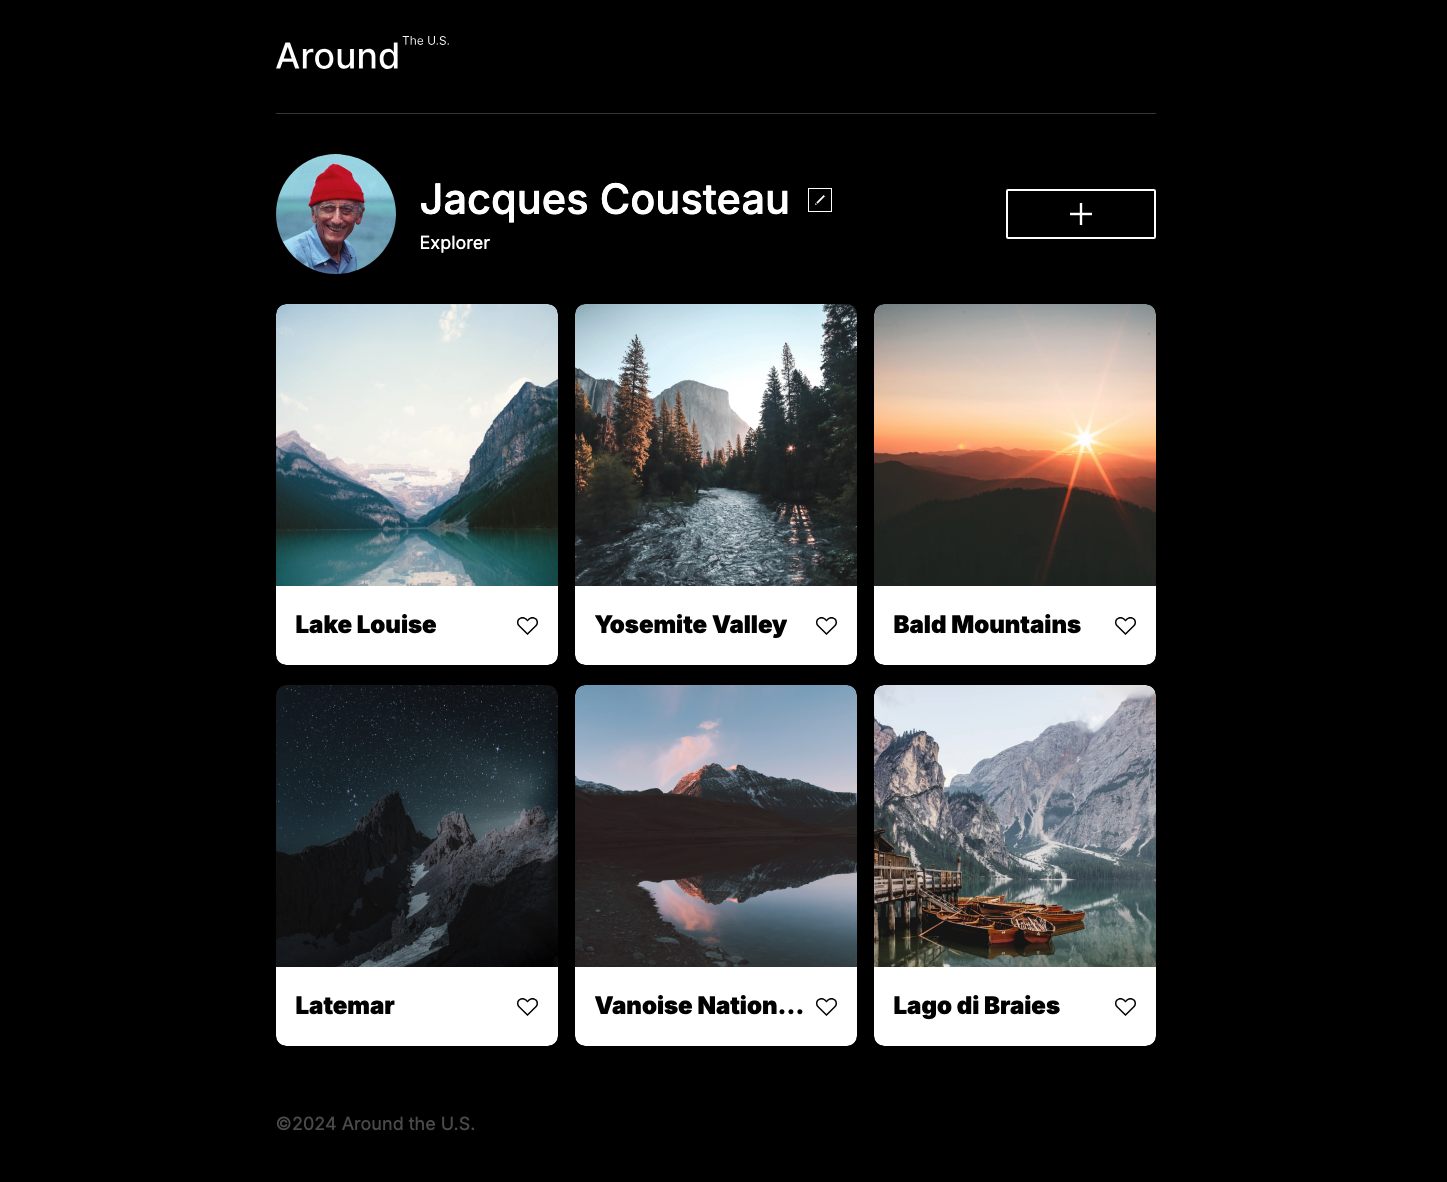 Around The U.S.
Jacques Cousteau
Explorer
Lake Louise
Yosemite Valley
Bald Mountains
Latemar
Vanoise Nation...
Lago di Braies
©2024 Around the U.S.